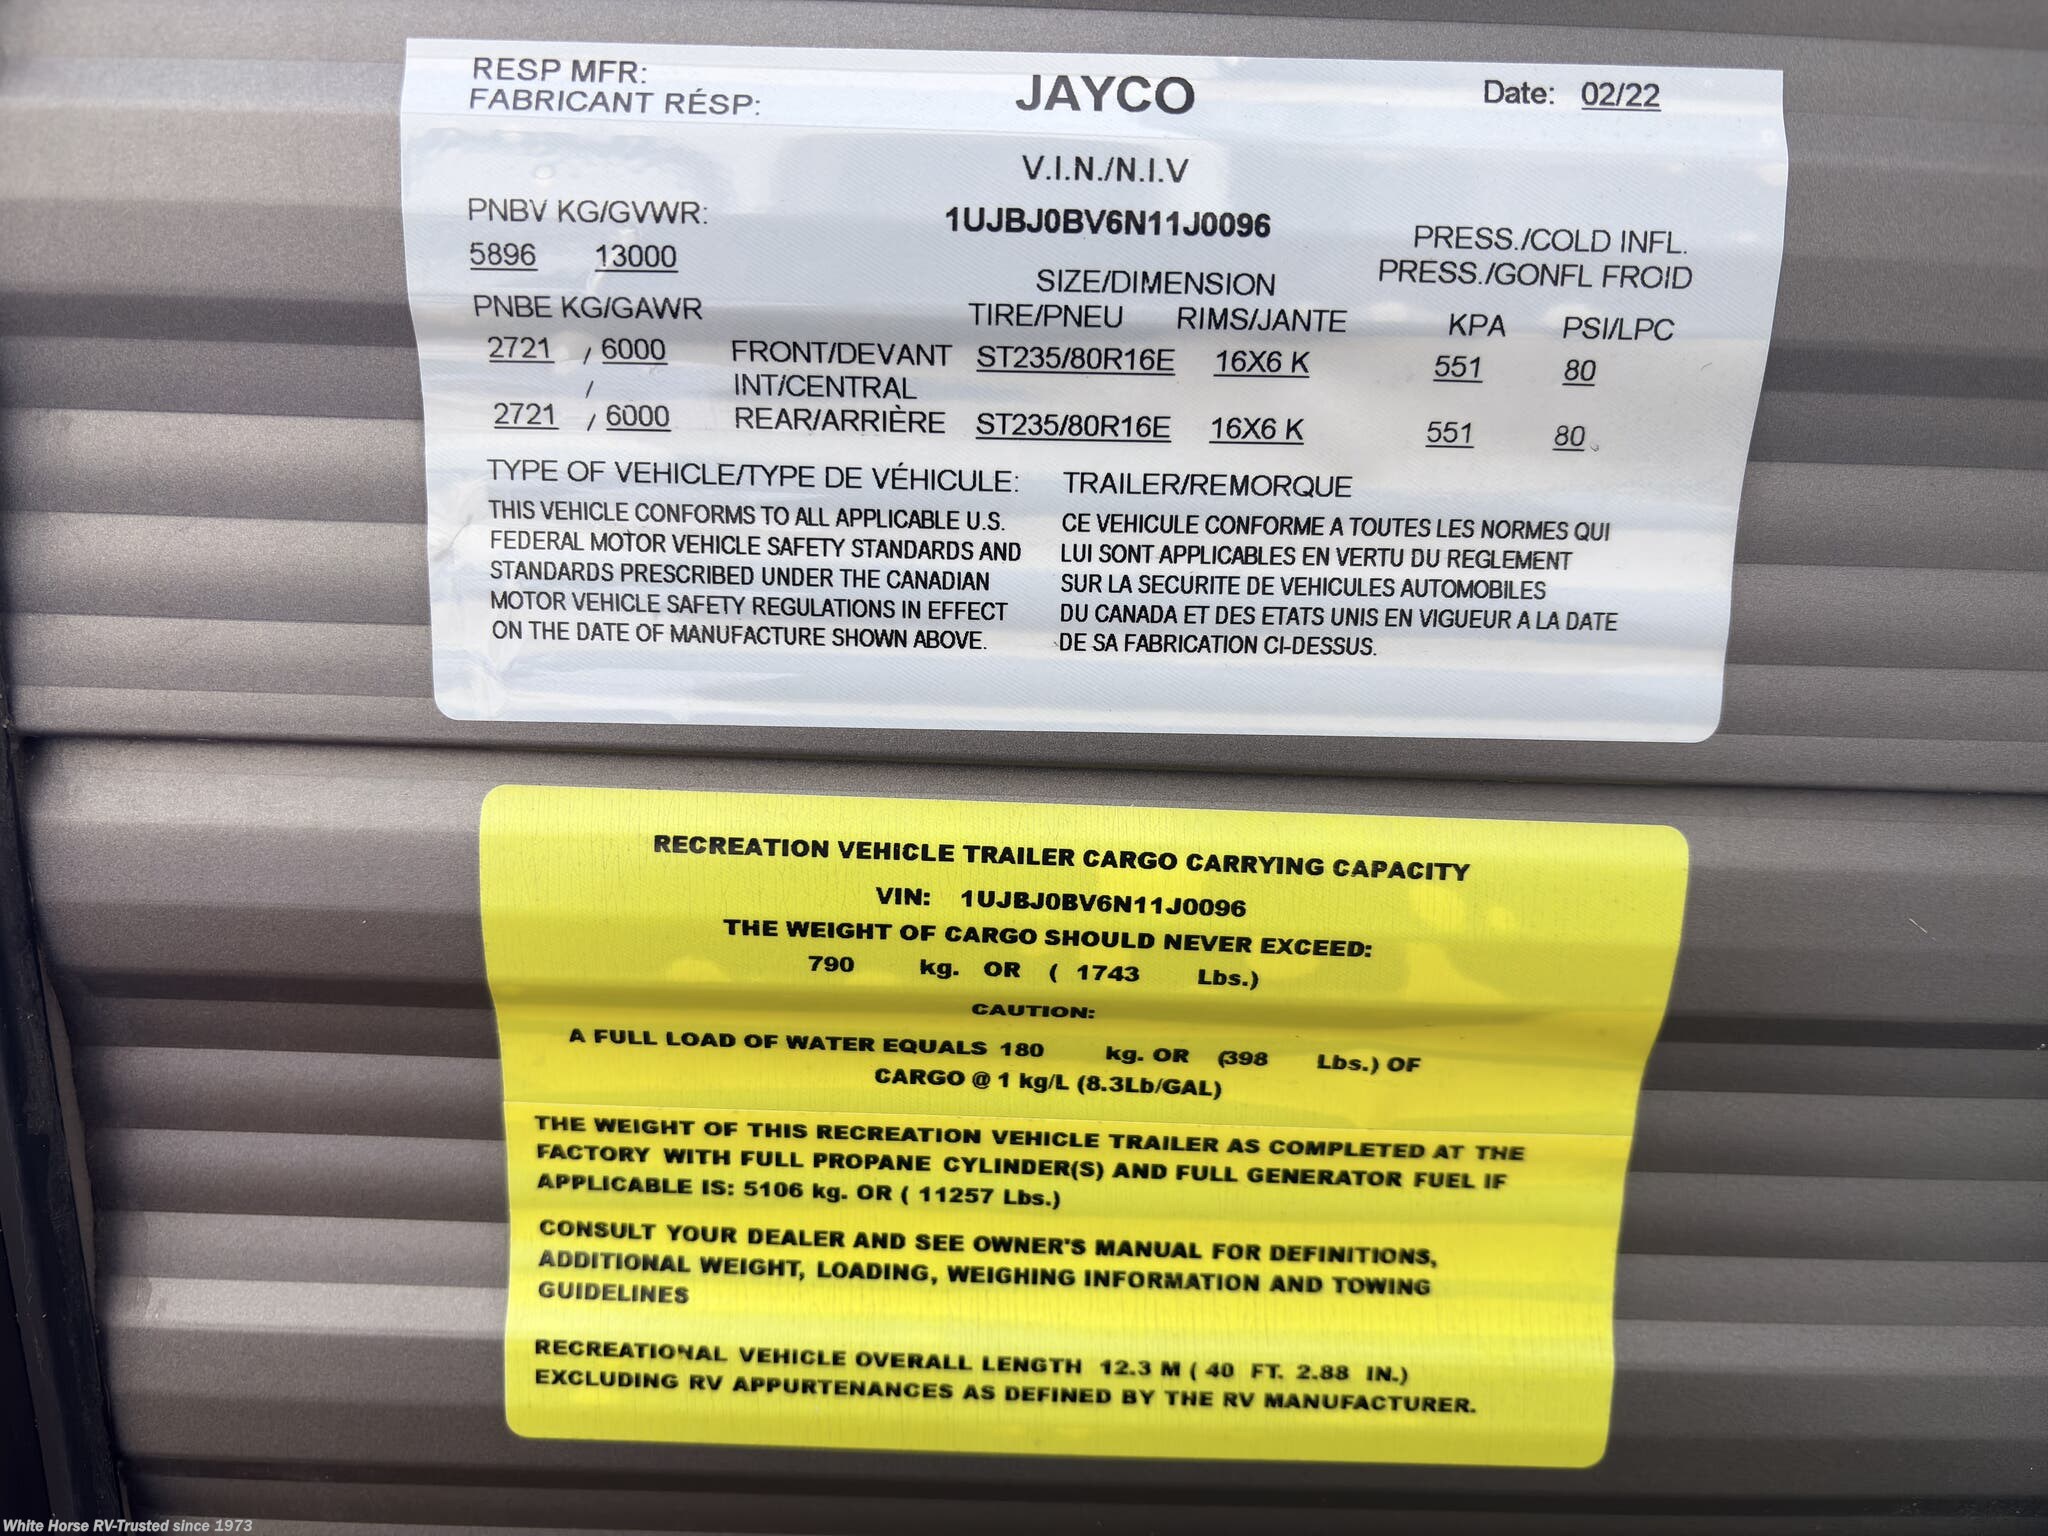 RESP MFR: JAYCO Date: 02/22
FABRICANT RÉSP:
V.I.N./N.I.V
PNBV KG/GVWR: 1UJBJ0BV6N11J0096 PRESS./COLD INFL.
5896 13000 SIZE/DIMENSION PRESS./GONFL FROID
PNBE KG/GAWR TIRE/PNEU RIMS/JANTE KPA PSI/LPC
2721 / 6000 FRONT/DEVANT ST235/80R16E 16X6 K 551 80
/ INT/CENTRAL
2721 / 6000 REAR/ARRIÈRE ST235/80R16E 16X6 K 551 80
TYPE OF VEHICLE/TYPE DE VÉHICULE: TRAILER/REMORQUE
THIS VEHICLE CONFORMS TO ALL APPLICABLE U.S.
FEDERAL MOTOR VEHICLE SAFETY STANDARDS AND
STANDARDS PRESCRIBED UNDER THE CANADIAN
MOTOR VEHICLE SAFETY REGULATIONS IN EFFECT
ON THE DATE OF MANUFACTURE SHOWN ABOVE.
CE VEHICULE CONFORME A TOUTES LES NORMES QUI
LUI SONT APPLICABLES EN VERTU DU REGLEMENT
SUR LA SECURITE DE VEHICULES AUTOMOBILES
DU CANADA ET DES ETATS UNIS EN VIGUEUR A LA DATE
DE SA FABRICATION CI-DESSUS.
RECREATION VEHICLE TRAILER CARGO CARRYING CAPACITY
VIN: 1UJBJ0BV6N11J0096
THE WEIGHT OF CARGO SHOULD NEVER EXCEED:
790 kg. OR ( 1743 Lbs.)
CAUTION:
A FULL LOAD OF WATER EQUALS 180 kg. OR (398 Lbs.) OF
CARGO @ 1 kg/L (8.3Lb/GAL)
THE WEIGHT OF THIS RECREATION VEHICLE TRAILER AS COMPLETED AT THE
FACTORY WITH FULL PROPANE CYLINDER(S) AND FULL GENERATOR FUEL IF
APPLICABLE IS: 5106 kg. OR ( 11257 Lbs.)
CONSULT YOUR DEALER AND SEE OWNER'S MANUAL FOR DEFINITIONS,
ADDITIONAL WEIGHT, LOADING, WEIGHING INFORMATION AND TOWING
GUIDELINES
RECREATIONAL VEHICLE OVERALL LENGTH 12.3 M ( 40 FT. 2.88 IN.)
EXCLUDING RV APPURTENANCES AS DEFINED BY THE RV MANUFACTURER.
White Horse RV-Trusted since 1973